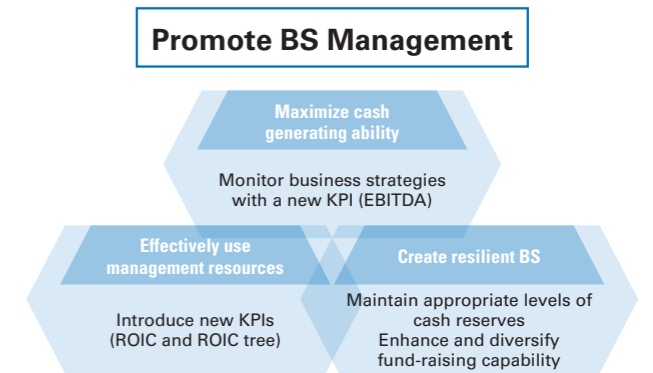 Promote BS Management
Maximize cash
generating ability
Monitor business strategies
with a new KPI (EBITDA)
Effectively use
management resources
Introduce new KPIs
(ROIC and ROIC tree)
Create resilient BS
Maintain appropriate levels of
cash reserves
Enhance and diversify
fund-raising capability